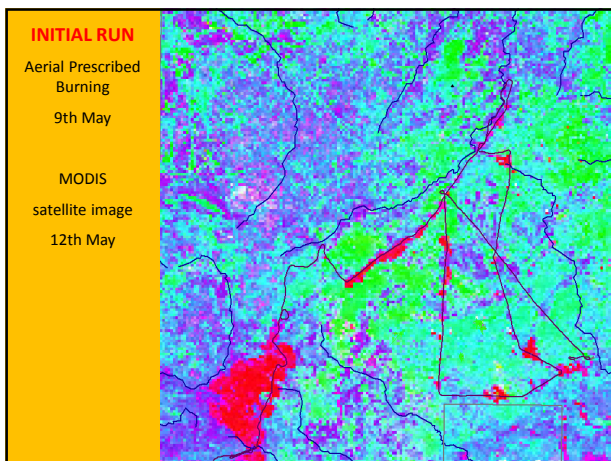 INITIAL RUN
Aerial Prescribed
Burning
9th May
MODIS
satellite image
12th May